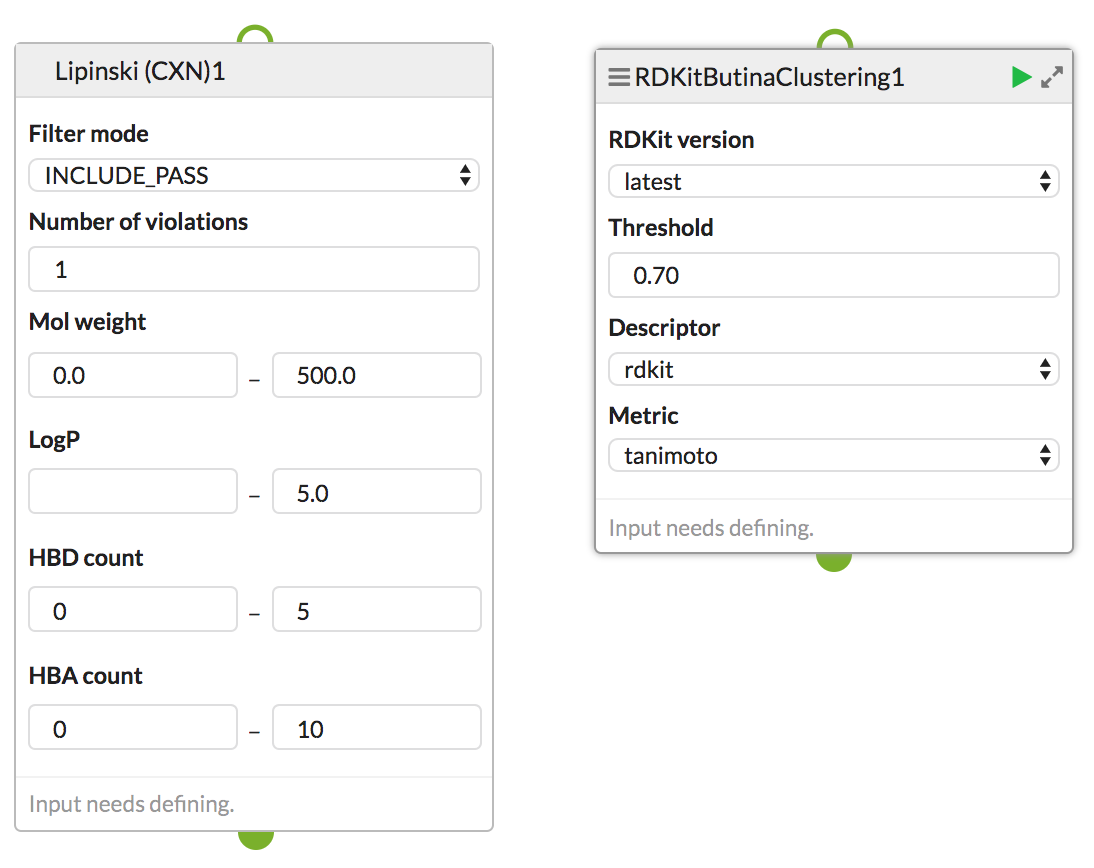 Lipinski (CXN)1
Filter mode
INCLUDE_PASS
Number of violations
1
Mol weight
0.0 – 500.0
LogP
– 5.0
HBD count
0 – 5
HBA count
0 – 10
Input needs defining.
RDKitButinaClustering1
RDKit version
latest
Threshold
0.70
Descriptor
rdkit
Metric
tanimoto
Input needs defining.